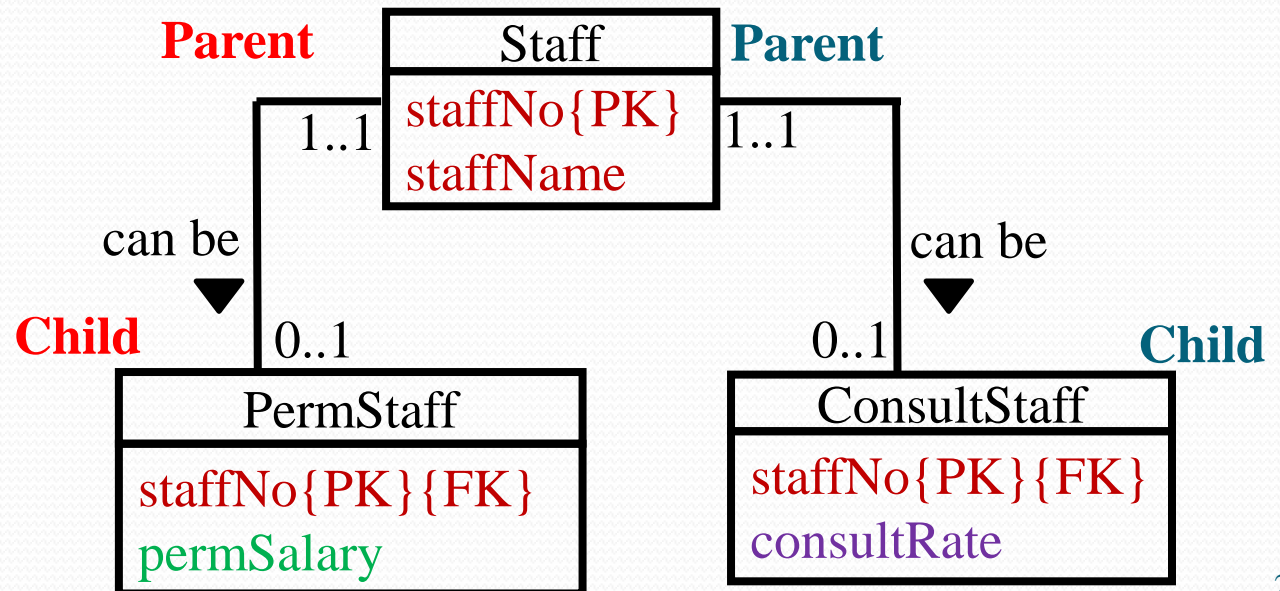 Parent
Staff
Parent
staffNo{PK}
1..1
1..1
staffName
can be
can be
Child
0..1
0..1
Child
PermStaff
ConsultStaff
staffNo{PK}{FK}
staffNo{PK}{FK}
permSalary
consultRate